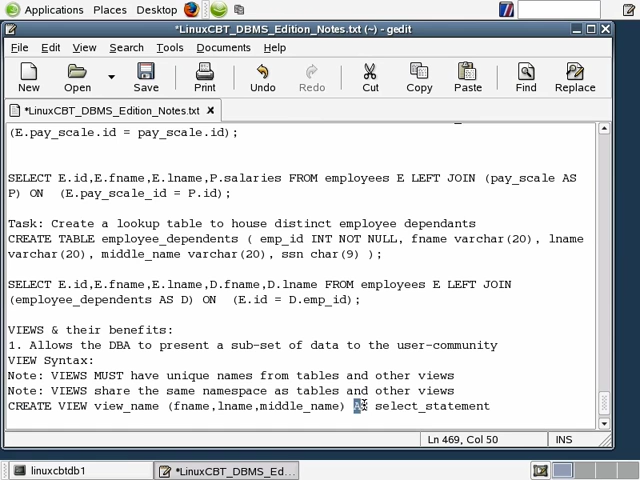 Applications Places Desktop
*LinuxCBT_DBMS_Edition_Notes.txt (~) - gedit
File Edit View Search Tools Documents Help
New Open Save Print Undo Redo Cut Copy Paste Find Replace
*LinuxCBT_DBMS_Edition_Notes.txt x
(E.pay_scale.id = pay_scale.id);
SELECT E.id,E.fname,E.lname,P.salaries FROM employees E LEFT JOIN (pay_scale AS
P) ON (E.pay_scale_id = P.id);
Task: Create a lookup table to house distinct employee dependants
CREATE TABLE employee_dependents ( emp_id INT NOT NULL, fname varchar(20), lname
varchar(20), middle_name varchar(20), ssn char(9) );
SELECT E.id,E.fname,E.lname,D.fname,D.lname FROM employees E LEFT JOIN
(employee_dependents AS D) ON (E.id = D.emp_id);
VIEWS & their benefits:
1. Allows the DBA to present a sub-set of data to the user-community
VIEW Syntax:
Note: VIEWS MUST have unique names from tables and other views
Note: VIEWS share the same namespace as tables and other views
CREATE VIEW view_name (fname,lname,middle_name) AS select_statement
Ln 469, Col 50 INS
linuxcbtdb1 *LinuxCBT_DBMS_Ed...